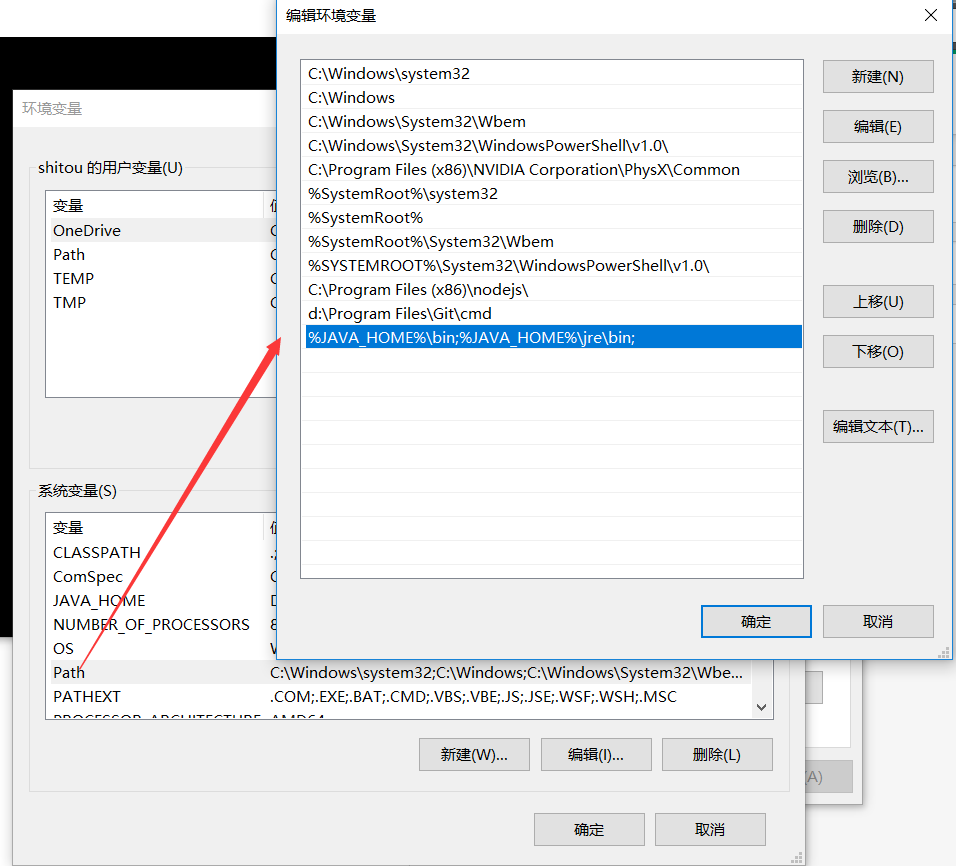 编辑环境变量
C:\Windows\system32
C:\Windows
C:\Windows\System32\Wbem
C:\Windows\System32\WindowsPowerShell\v1.0\
C:\Program Files (x86)\NVIDIA Corporation\PhysX\Common
%SystemRoot%\system32
%SystemRoot%
%SystemRoot%\System32\Wbem
%SYSTEMROOT%\System32\WindowsPowerShell\v1.0\
C:\Program Files (x86)\nodejs\
d:\Program Files\Git\cmd
%JAVA_HOME%\bin;%JAVA_HOME%\jre\bin;
新建(N)
编辑(E)
浏览(B)...
删除(D)
上移(U)
下移(O)
编辑文本(T)...
确定
取消
环境变量
shitou 的用户变量(U)
变量
OneDrive
Path
TEMP
TMP
系统变量(S)
变量
CLASSPATH
ComSpec
JAVA_HOME
NUMBER_OF_PROCESSORS 8
OS
Path C:\Windows\system32;C:\Windows;C:\Windows\System32\Wbe...
PATHEXT .COM;.EXE;.BAT;.CMD;.VBS;.VBE;.JS;.JSE;.WSF;.WSH;.MSC
PROCESSOR_ARCHITECTURE AMD64
新建(W)...
编辑(I)...
删除(L)
确定
取消
(A)